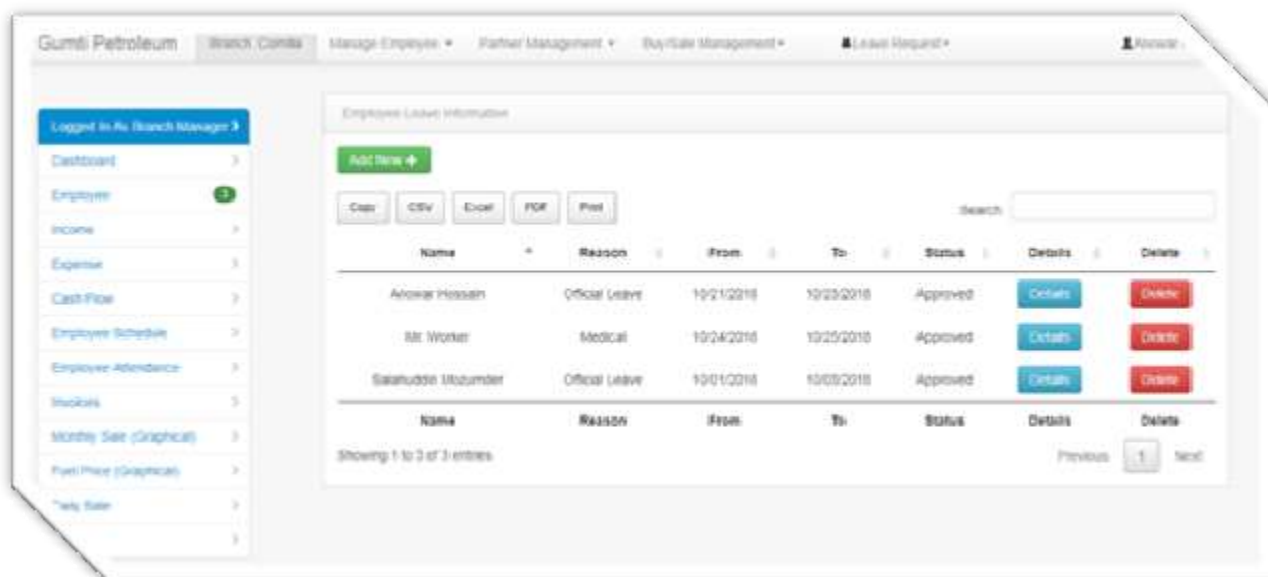 Gumti Petroleum Branch: Comilla Manage Employee Partner Management Buy/Sale Management Leave Request
Logged In As Branch Manager
Dashboard
Employee 3
Income
Expense
Cash Flow
Employee Schedule
Employee Attendance
Invoices
Monthly Sale (Graphical)
Fuel Price (Graphical)
Sale
Employee Leave Information
Add New +
Copy CSV Excel PDF Print
Search:
Name Reason From To Status Details Delete
Anowar Hossain Official Leave Approved Details Delete
Mr. Worker Medical Approved Details Delete
Salahuddin Mozumder Official Leave Approved Details Delete
Name Reason From To Status Details Delete
Showing 1 to 3 of 3 entries
Previous 1 Next